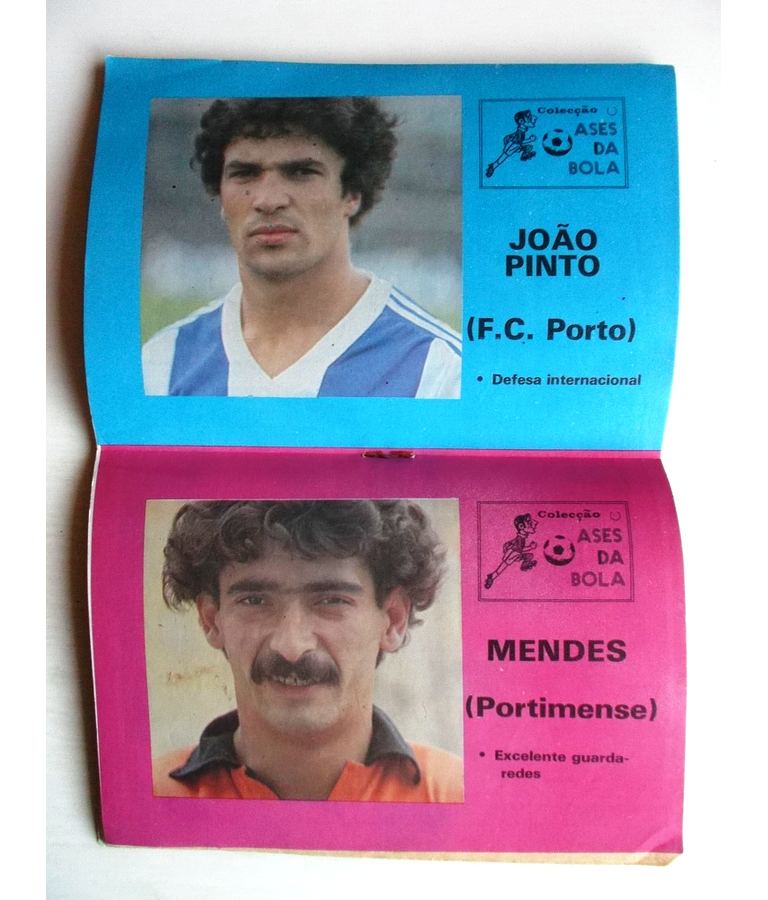 Colecção
ASES
DA
BOLA
JOÃO
PINTO
(F.C. Porto)
• Defesa internacional
Colecção
ASES
DA
BOLA
MENDES
(Portimense)
• Excelente guarda-
redes